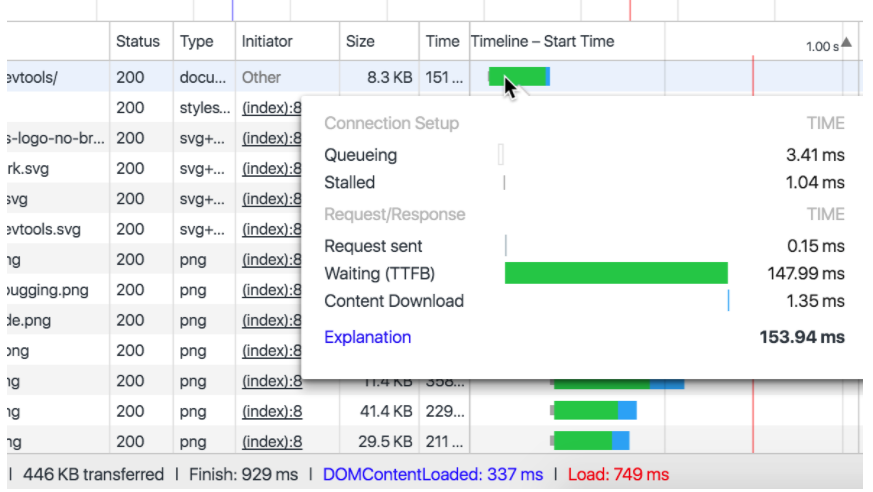 Status Type Initiator Size Time Timeline – Start Time 1.00 s▲
evtools/ 200 docu... Other 8.3 KB 151 ...
200 styles... (index):8
s-logo-no-br... 200 svg+... (index):8
rk.svg 200 svg+... (index):8
svg 200 svg+... (index):8
evtools.svg 200 svg+... (index):8
ng 200 png (index):8
ougging.png 200 png (index):8
de.png 200 png (index):8
ong 200 png (index):8
ng 200 png (index):8 11.4 KB 358...
ng 200 png (index):8 41.4 KB 229...
ng 200 png (index):8 29.5 KB 211 ...
Connection Setup TIME
Queueing 3.41 ms
Stalled 1.04 ms
Request/Response TIME
Request sent 0.15 ms
Waiting (TTFB) 147.99 ms
Content Download 1.35 ms
Explanation 153.94 ms
| 446 KB transferred | Finish: 929 ms | DOMContentLoaded: 337 ms | Load: 749 ms